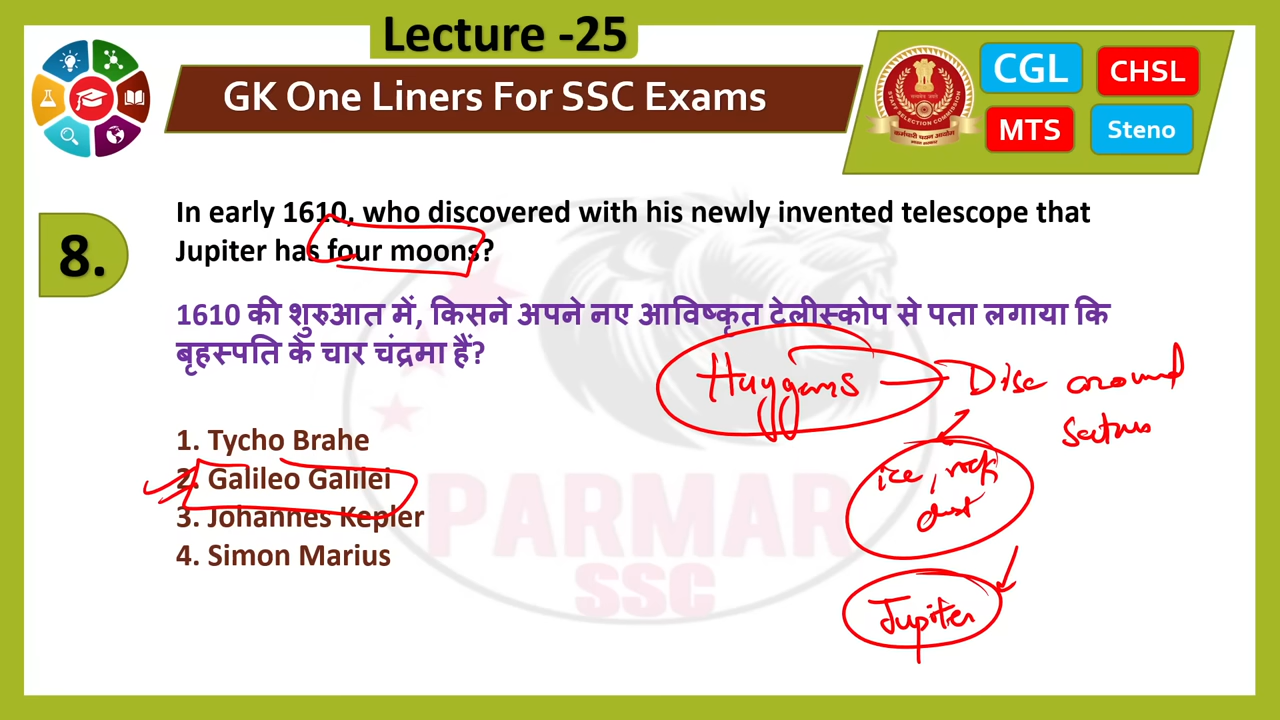 Lecture -25
GK One Liners For SSC Exams
CGL
CHSL
MTS
Steno
8.
In early 1610, who discovered with his newly invented telescope that
Jupiter has four moons?
1610 की शुरुआत में, किसने अपने नए आविष्कृत टेलीस्कोप से पता लगाया कि
बृहस्पति के चार चंद्रमा हैं?
Huygens — Disc around
Saturn
1. Tycho Brahe
2. Galileo Galilei
3. Johannes Kepler
4. Simon Marius
ice, rock,
dust
Jupiter
PARMAR
SSC